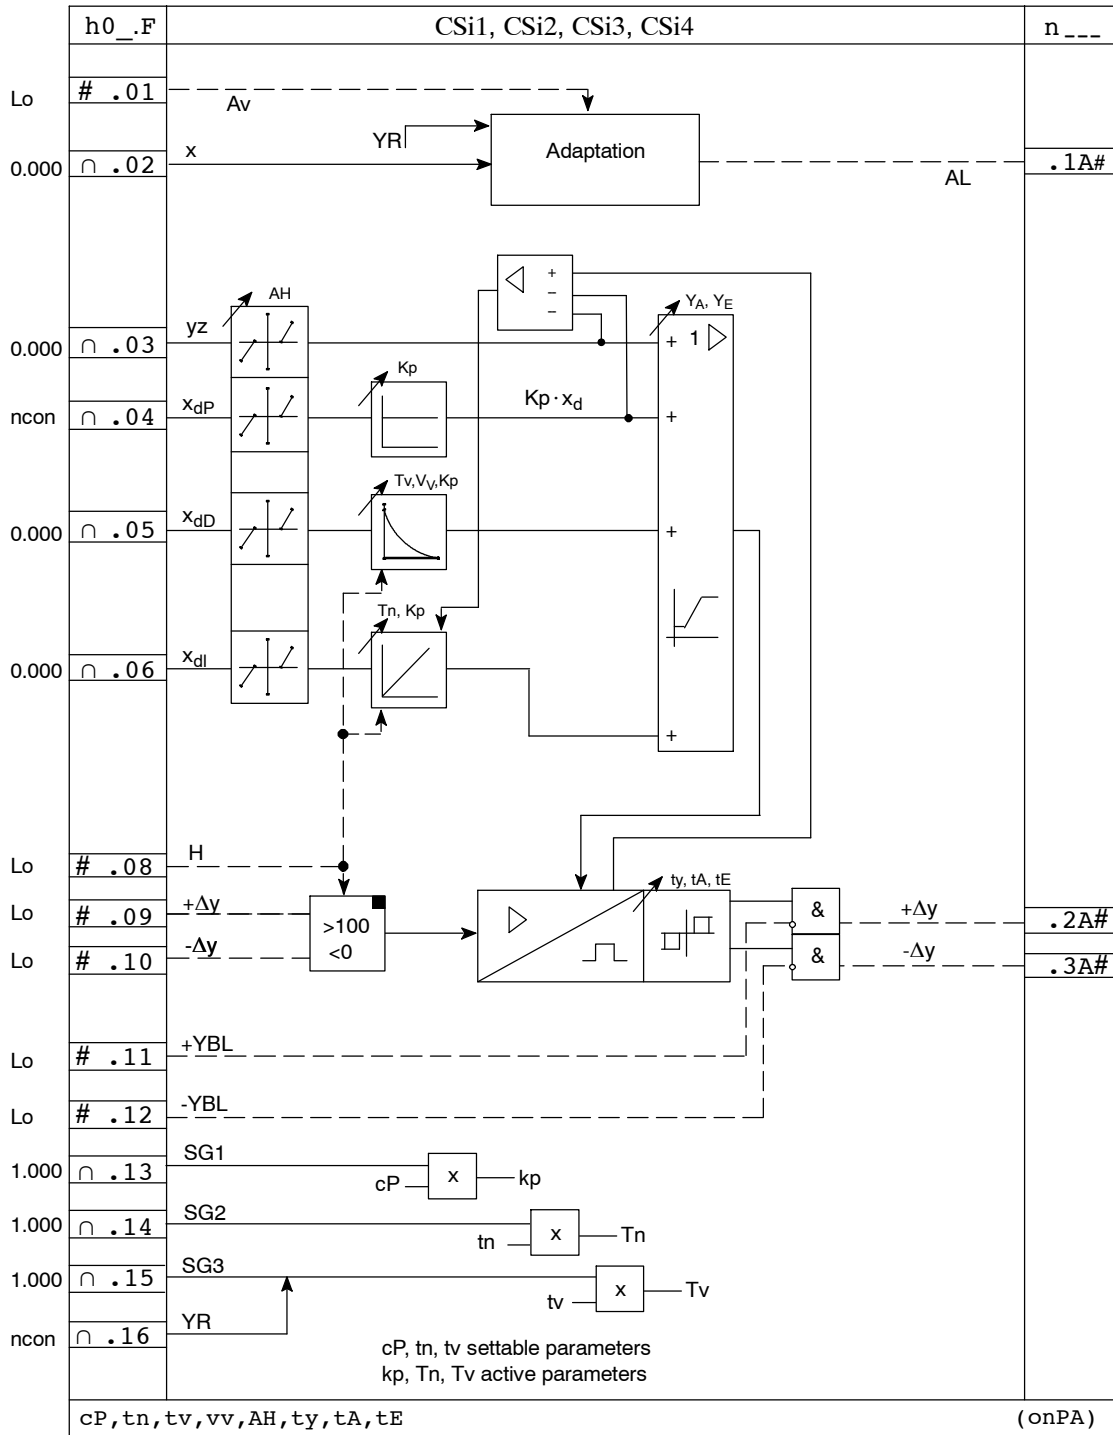 h0_.F CSi1, CSi2, CSi3, CSi4 n___
Lo # .01 Av
YR Adaptation
0.000 ∩ .02 x AL .1A#
+
AH − YA, YE
yz −
0.000 ∩ .03 + 1
Kp
ncon ∩ .04 xdP Kp · xd +
Tv,VV,Kp
0.000 ∩ .05 xdD +
Tn, Kp
0.000 ∩ .06 xdI
+
Lo # .08 H
ty, tA, tE
Lo # .09 +Δy >100 & +Δy .2A#
Lo # .10 -Δy <0 & -Δy .3A#
Lo # .11 +YBL
Lo # .12 -YBL
1.000 ∩ .13 SG1 cP x kp
1.000 ∩ .14 SG2 tn x Tn
1.000 ∩ .15 SG3 tv x Tv
ncon ∩ .16 YR
cP, tn, tv settable parameters
kp, Tn, Tv active parameters
cP,tn,tv,vv,AH,ty,tA,tE (onPA)